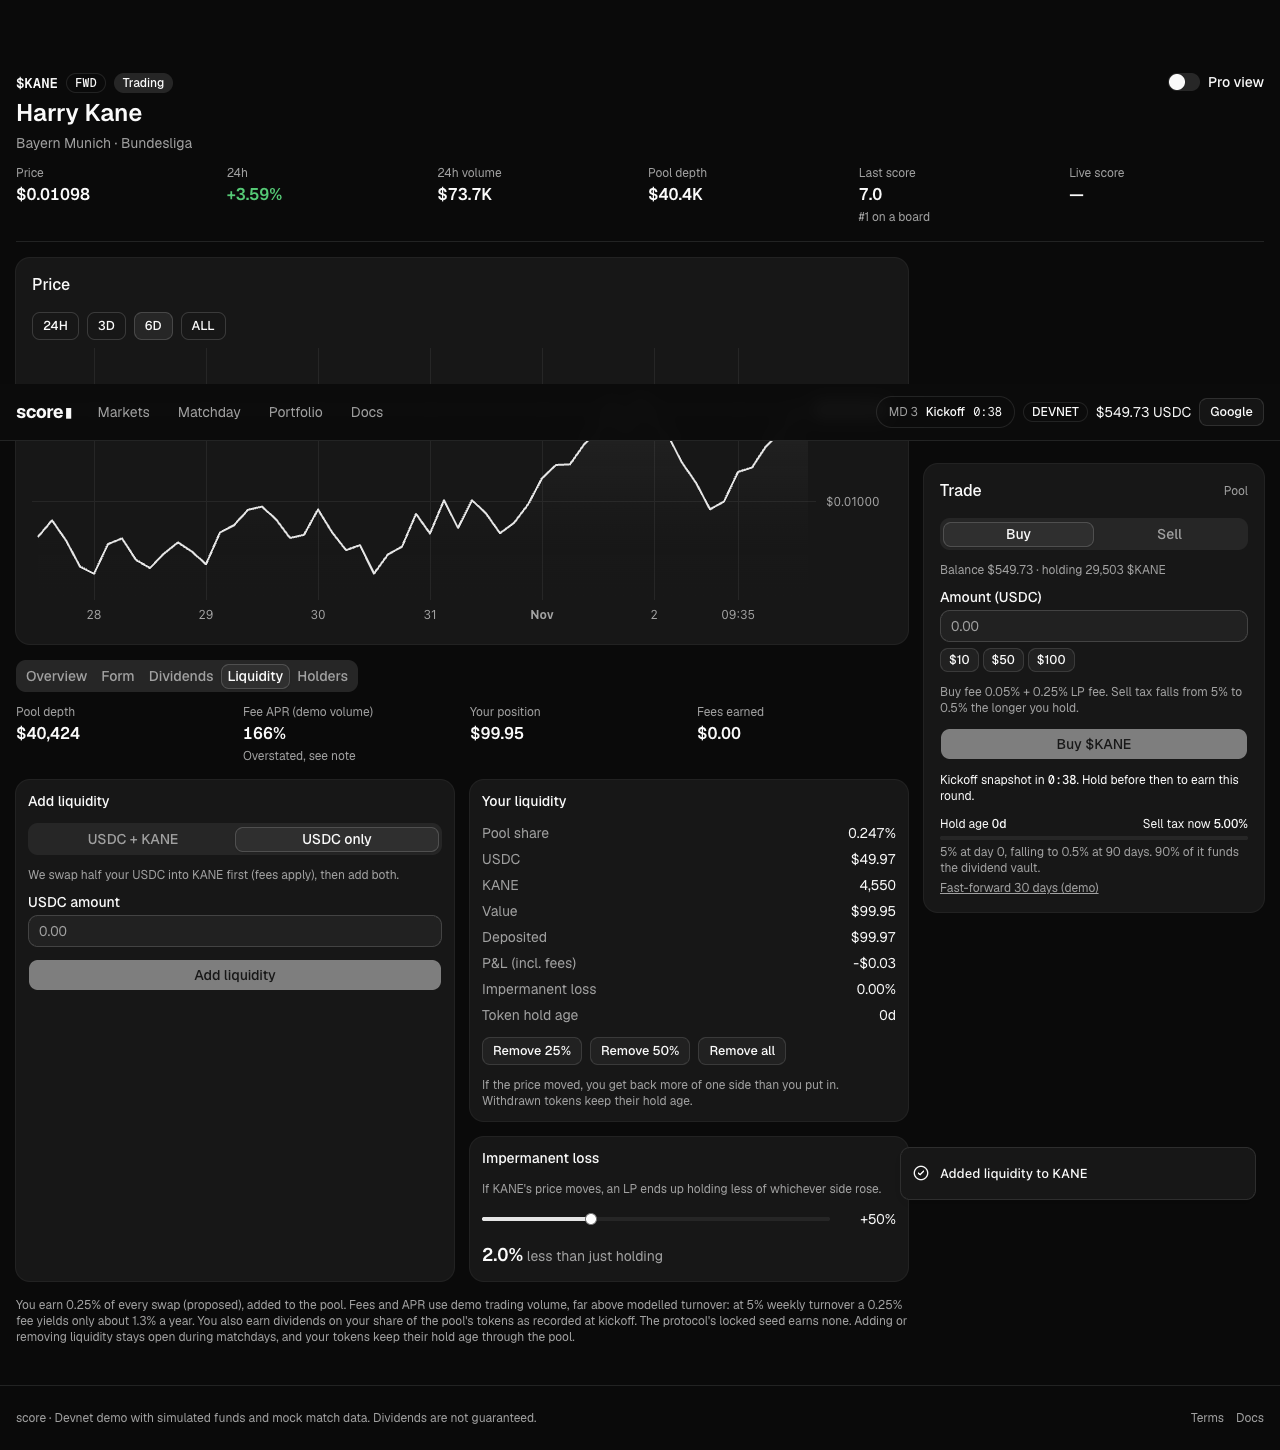 $KANE FWD Trading
Pro view
Harry Kane
Bayern Munich · Bundesliga
Price 24h 24h volume Pool depth Last score Live score
$0.01098 +3.59% $73.7K $40.4K 7.0 —
#1 on a board
Price
24H 3D 6D ALL
score Markets Matchday Portfolio Docs
MD 3 Kickoff 0:38 DEVNET $549.73 USDC Google
$0.01000
28 29 30 31 Nov 2 09:35
Trade Pool
Buy Sell
Balance $549.73 · holding 29,503 $KANE
Amount (USDC)
0.00
$10 $50 $100
Buy fee 0.05% + 0.25% LP fee. Sell tax falls from 5% to
0.5% the longer you hold.
Buy $KANE
Kickoff snapshot in 0:38. Hold before then to earn this
round.
Hold age 0d Sell tax now 5.00%
5% at day 0, falling to 0.5% at 90 days. 90% of it funds
the dividend vault.
Fast-forward 30 days (demo)
Overview Form Dividends Liquidity Holders
Pool depth Fee APR (demo volume) Your position Fees earned
$40,424 166% $99.95 $0.00
Overstated, see note
Add liquidity
USDC + KANE USDC only
We swap half your USDC into KANE first (fees apply), then add both.
USDC amount
0.00
Add liquidity
Your liquidity
Pool share 0.247%
USDC $49.97
KANE 4,550
Value $99.95
Deposited $99.97
P&L (incl. fees) -$0.03
Impermanent loss 0.00%
Token hold age 0d
Remove 25% Remove 50% Remove all
If the price moved, you get back more of one side than you put in.
Withdrawn tokens keep their hold age.
Impermanent loss
If KANE's price moves, an LP ends up holding less of whichever side rose.
+50%
2.0% less than just holding
Added liquidity to KANE
You earn 0.25% of every swap (proposed), added to the pool. Fees and APR use demo trading volume, far above modelled turnover: at 5% weekly turnover a 0.25%
fee yields only about 1.3% a year. You also earn dividends on your share of the pool's tokens as recorded at kickoff. The protocol's locked seed earns none. Adding or
removing liquidity stays open during matchdays, and your tokens keep their hold age through the pool.
score · Devnet demo with simulated funds and mock match data. Dividends are not guaranteed.
Terms Docs